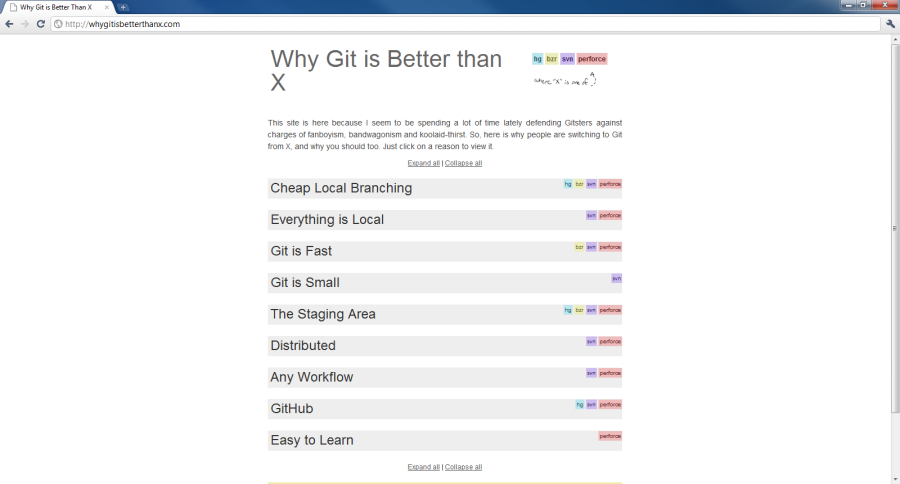 Why Git is Better Than X
http://whygitisbetterthanx.com
Why Git is Better than
X
hg bzr svn perforce
where "X" is one of
This site is here because I seem to be spending a lot of time lately defending Gitsters against
charges of fanboyism, bandwagonism and koolaid-thirst. So, here is why people are switching to Git
from X, and why you should too. Just click on a reason to view it.
Expand all | Collapse all
Cheap Local Branching hg bzr svn perforce
Everything is Local svn perforce
Git is Fast bzr svn perforce
Git is Small svn
The Staging Area hg bzr svn perforce
Distributed svn perforce
Any Workflow svn perforce
GitHub hg svn perforce
Easy to Learn perforce
Expand all | Collapse all